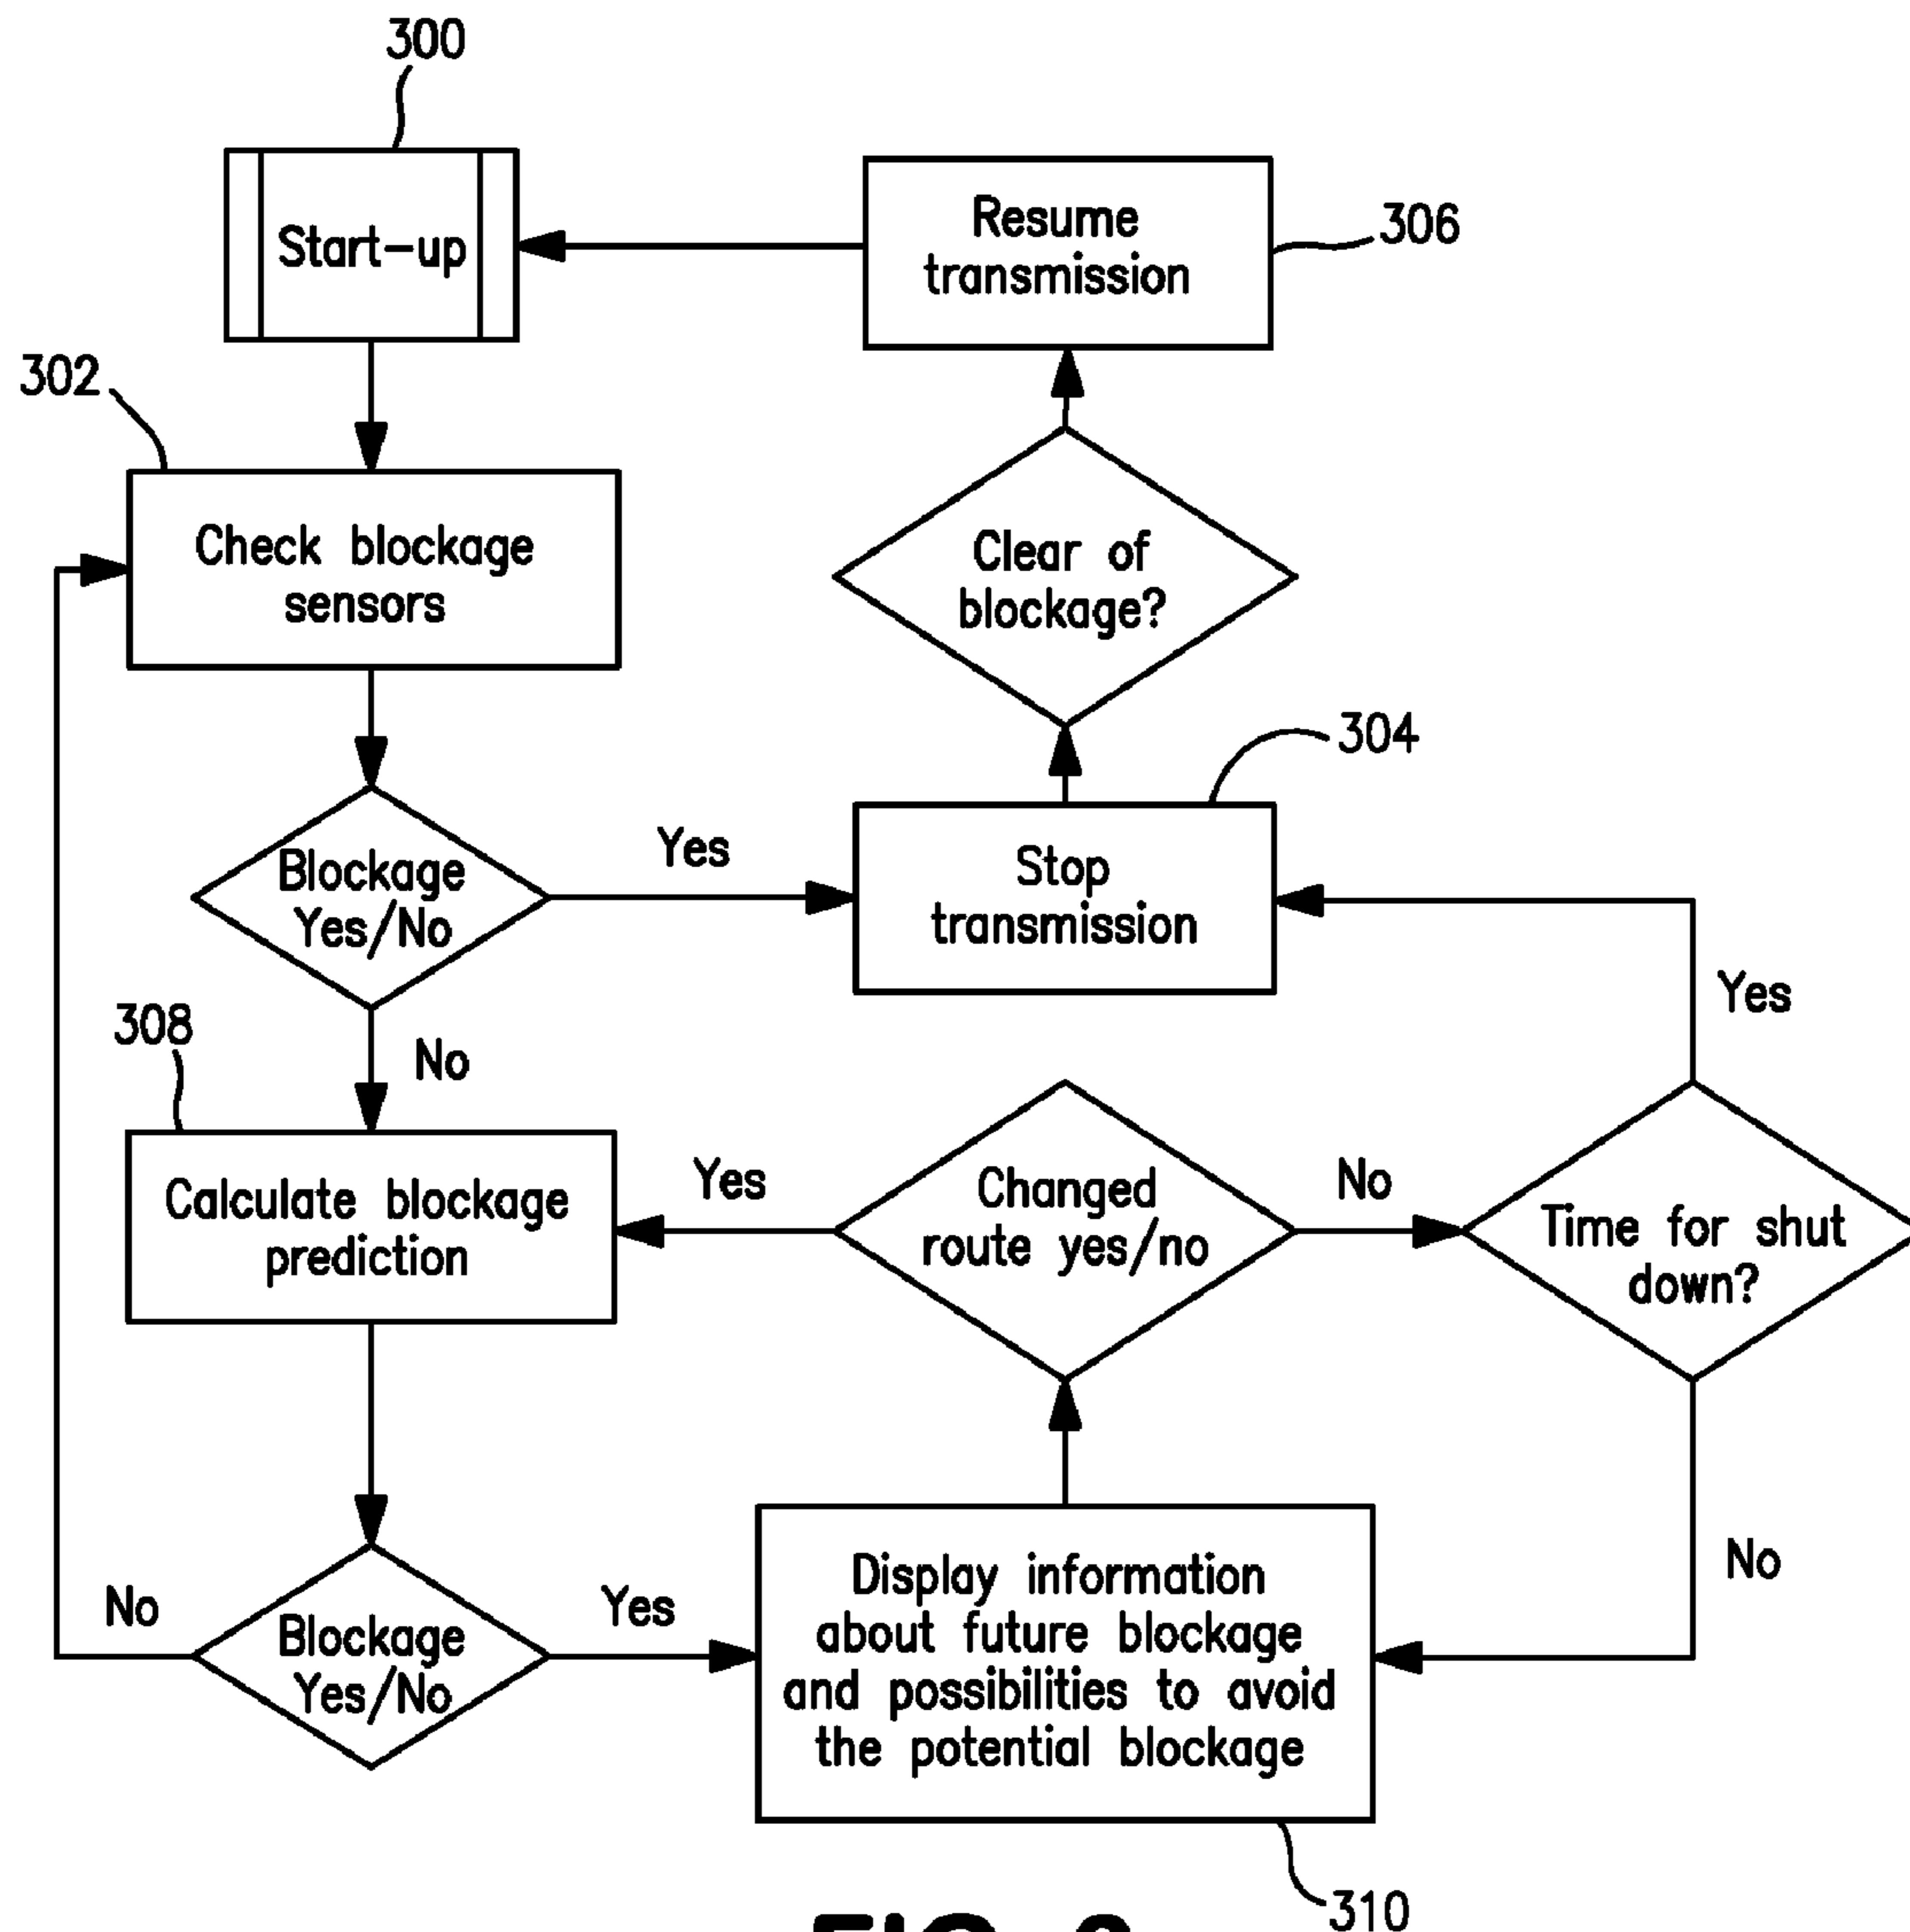 300
Start-up
Resume
transmission
306
302
Check blockage
sensors
Clear of
blockage?
304
Blockage
Yes/No
Yes
Stop
transmission
Yes
308
No
Calculate blockage
prediction
Yes
Changed
route yes/no
No
Time for shut
down?
No
Blockage
Yes/No
Yes
Display information
about future blockage
and possibilities to avoid
the potential blockage
No
310